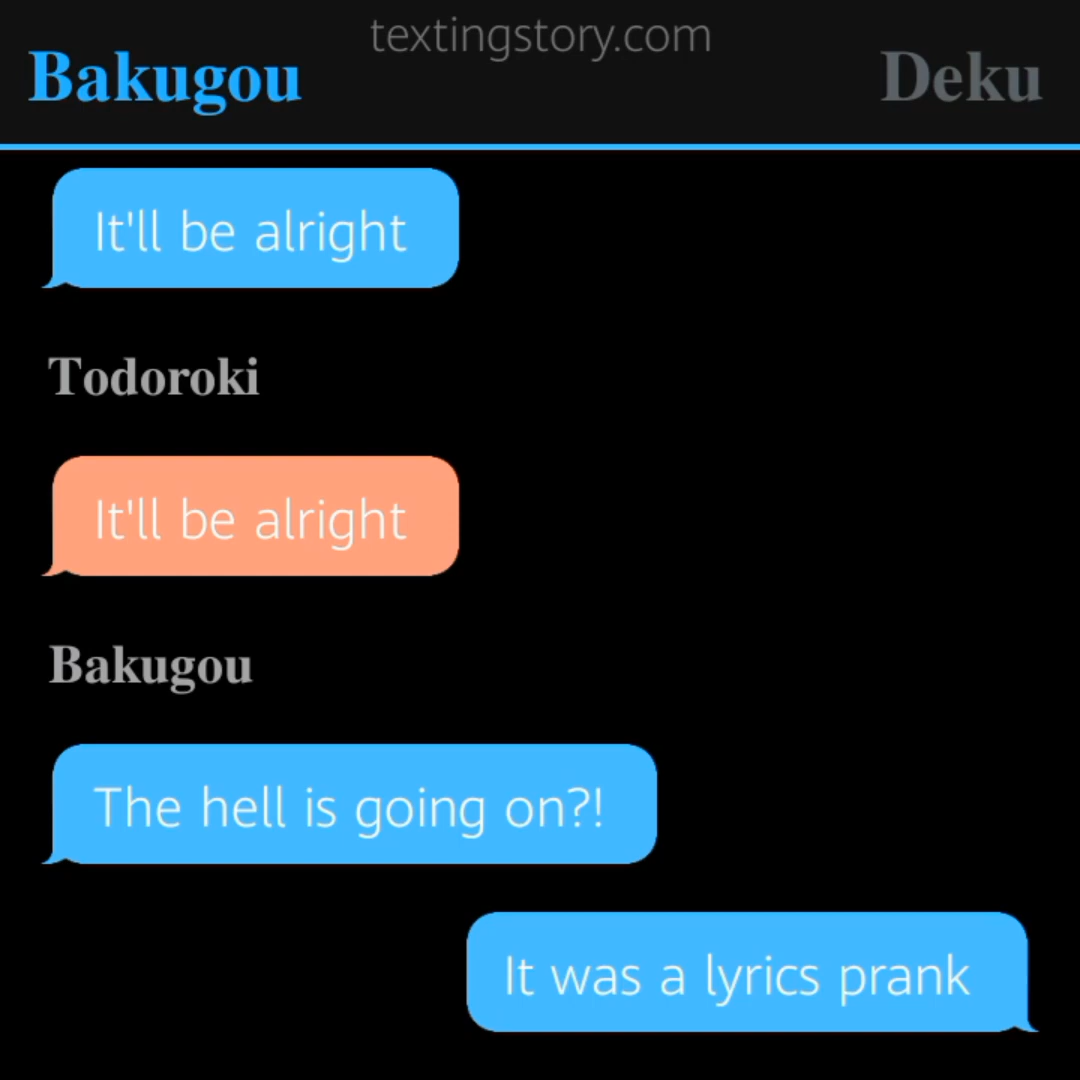 textingstory.com
Bakugou Deku
It'll be alright
Todoroki
It'll be alright
Bakugou
The hell is going on?!
It was a lyrics prank